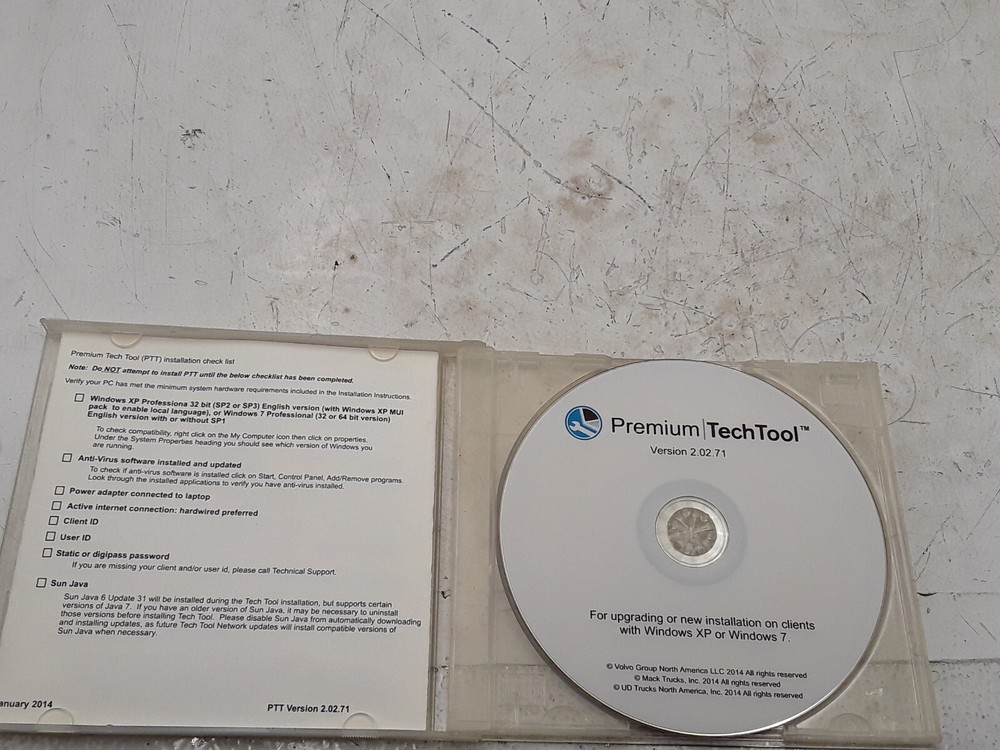 Premium Tech Tool (PTT) installation check list
Note: Do NOT attempt to install PTT until the below checklist has been completed.
Verify your PC has met the minimum system hardware requirements included in the Installation Instructions.
Windows XP Professiona 32 bit (SP2 or SP3) English version (with Windows XP MUI
pack to enable local language), or Windows 7 Professional (32 or 64 bit version)
English version with or without SP1
To check compatibility, right click on the My Computer icon then click on properties.
Under the System Properties heading you should see which version of Windows you
are running.
Anti-Virus software installed and updated
To check if anti-virus software is installed click on Start, Control Panel, Add/Remove programs.
Look through the installed applications to verify you have anti-virus installed.
Power adapter connected to laptop
Active internet connection: hardwired preferred
Client ID
User ID
Static or digipass password
If you are missing your client and/or user id, please call Technical Support.
Sun Java
Sun Java 6 Update 31 will be installed during the Tech Tool installation, but supports certain
versions of Java 7. If you have an older version of Sun Java, it may be necessary to uninstall
those versions before installing Tech Tool. Please disable Sun Java from automatically downloading
and installing updates, as future Tech Tool Network updates will install compatible versions of
Sun Java when necessary.
anuary 2014
PTT Version 2.02.71
Premium|TechTool™
Version 2.02.71
For upgrading or new installation on clients
with Windows XP or Windows 7.
© Volvo Group North America LLC 2014 All rights reserved
© Mack Trucks, Inc. 2014 All rights reserved
© UD Trucks North America, Inc. 2014 All rights reserved